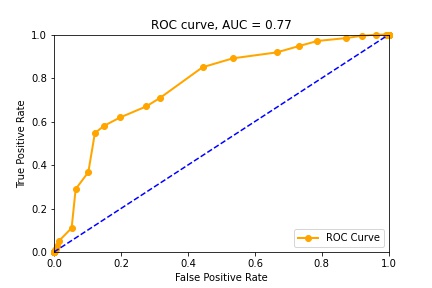 ROC curve, AUC = 0.77
True Positive Rate
1.0
0.8
0.6
0.4
0.2
0.0
0.0 0.2 0.4 0.6 0.8 1.0
False Positive Rate
ROC Curve